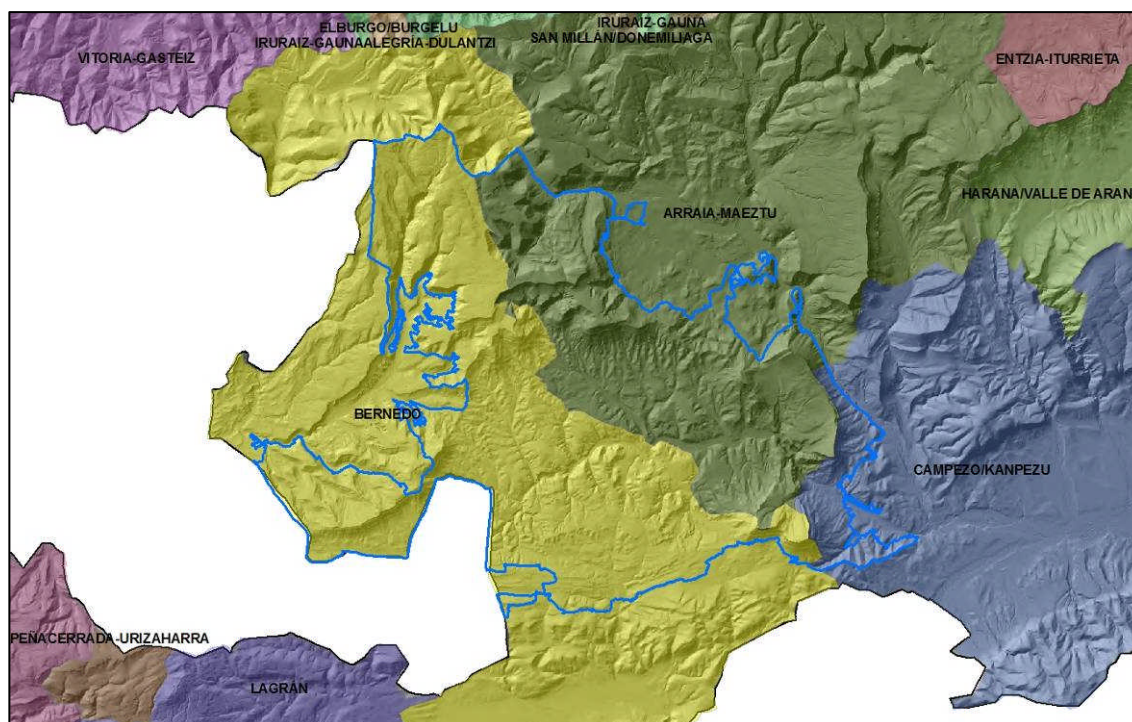 ELBURGO/BURGELU
IRURAIZ-GAUNA
IRURAIZ-GAUNAALEGRÍA-DULANTZI
SAN MILLÁN/DONEMILIAGA
VITORIA-GASTEIZ
ENTZIA-ITURRIETA
HARANA/VALLE DE ARAN
ARRAIA-MAEZTU
BERNEDO
CAMPEZO/KANPEZU
PEÑACERRADA-URIZAHARRA
LAGRÁN